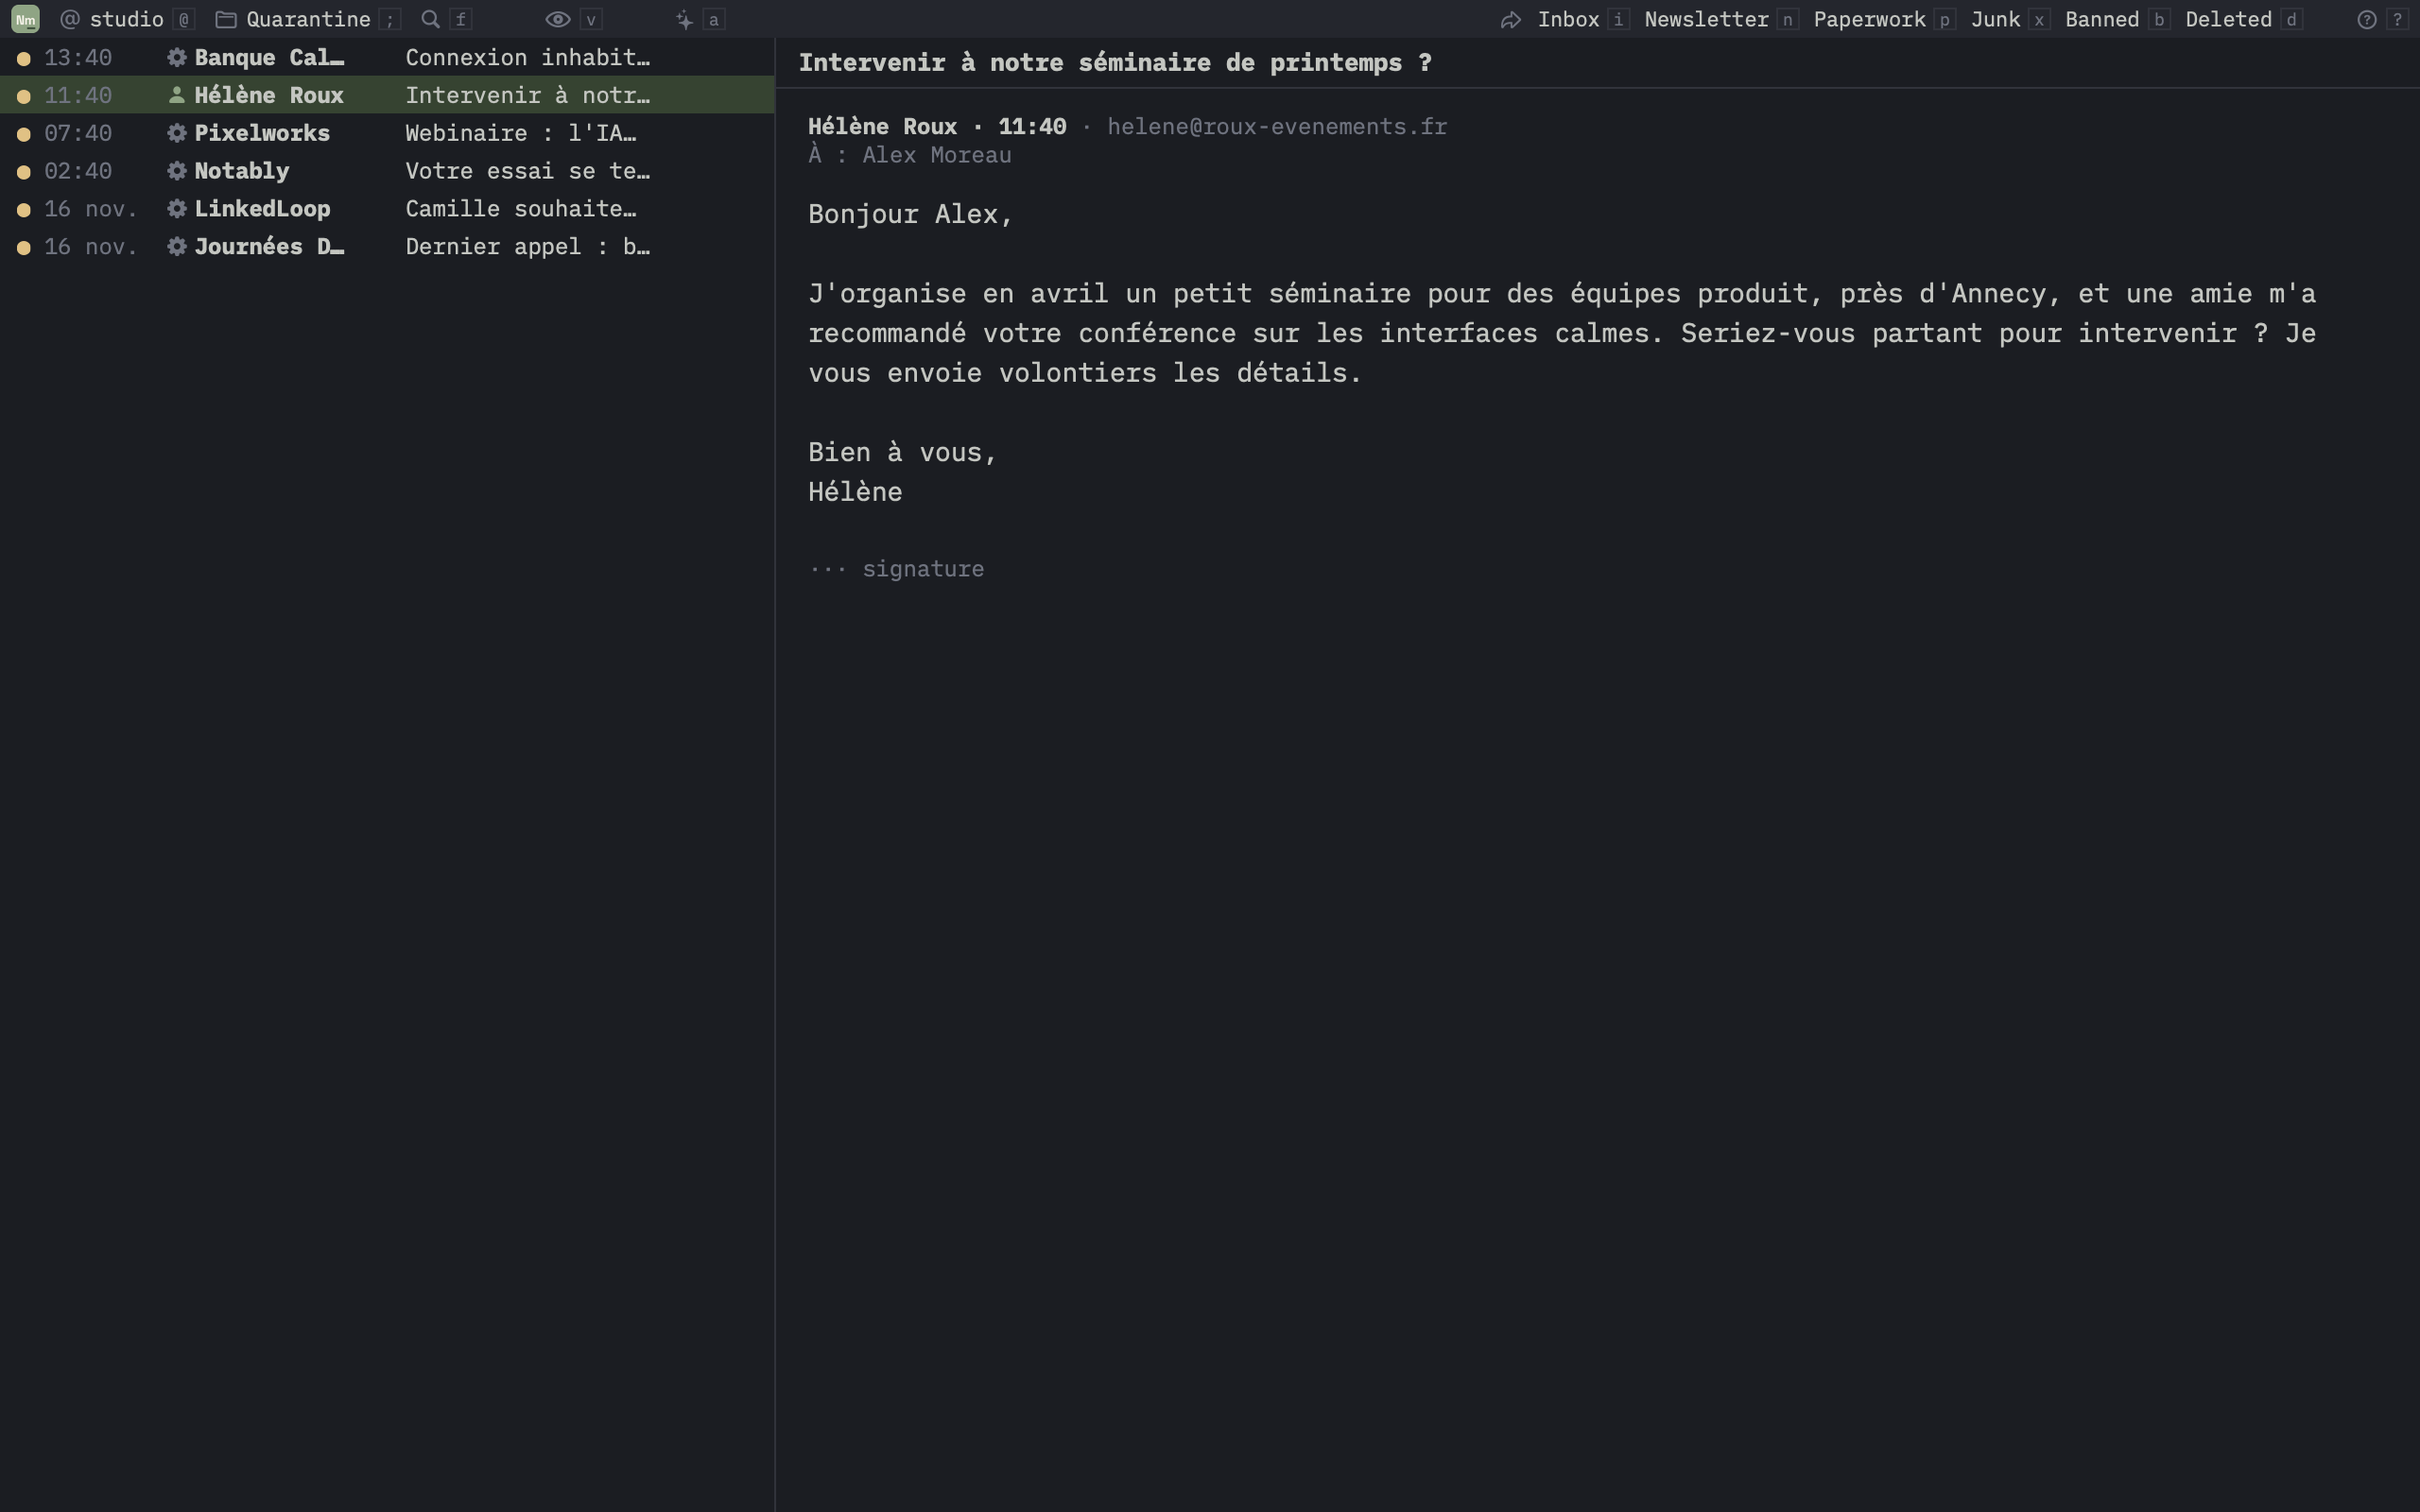 Nm @ studio @ Quarantine ; f v a Inbox i Newsletter n Paperwork p Junk x Banned b Deleted d ? ?
13:40 Banque Cal… Connexion inhabit…
11:40 Hélène Roux Intervenir à notr…
07:40 Pixelworks Webinaire : l'IA…
02:40 Notably Votre essai se te…
16 nov. LinkedLoop Camille souhaite…
16 nov. Journées D… Dernier appel : b…
Intervenir à notre séminaire de printemps ?
Hélène Roux · 11:40 · helene@roux-evenements.fr
À : Alex Moreau
Bonjour Alex,
J'organise en avril un petit séminaire pour des équipes produit, près d'Annecy, et une amie m'a
recommandé votre conférence sur les interfaces calmes. Seriez-vous partant pour intervenir ? Je
vous envoie volontiers les détails.
Bien à vous,
Hélène
··· signature